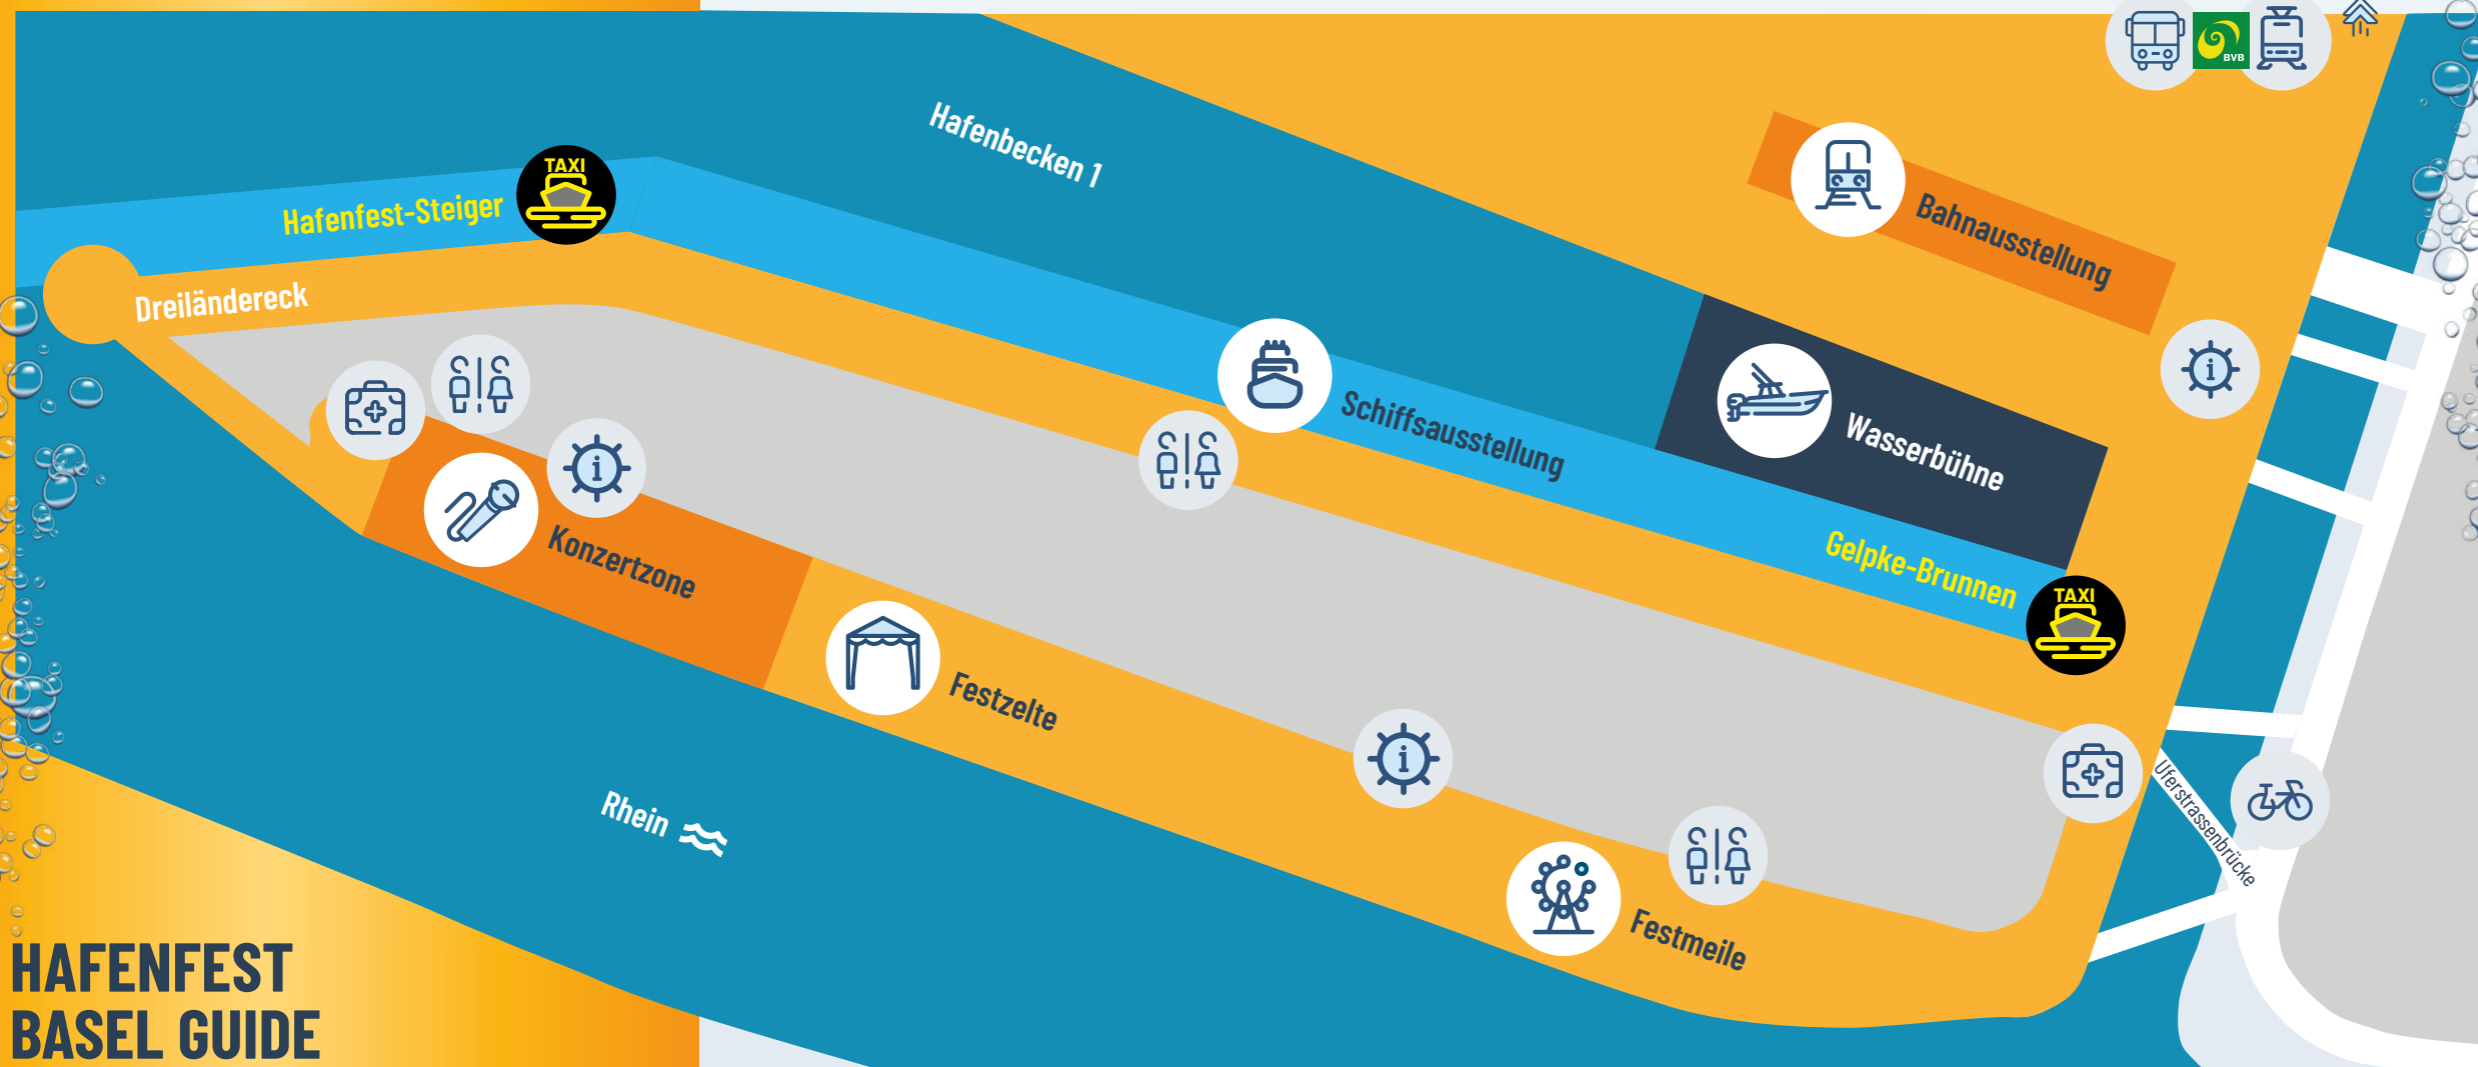 BVB
Hafenbecken 1
TAXI
Hafenfest-Steiger
Bahnausstellung
Dreiländereck
i
Schiffsausstellung
Wasserbühne
i
Konzertzone
Gelpke-Brunnen
TAXI
Festzelte
i
Uferstrassenbrücke
Rhein
Festmeile
HAFENFEST
BASEL GUIDE